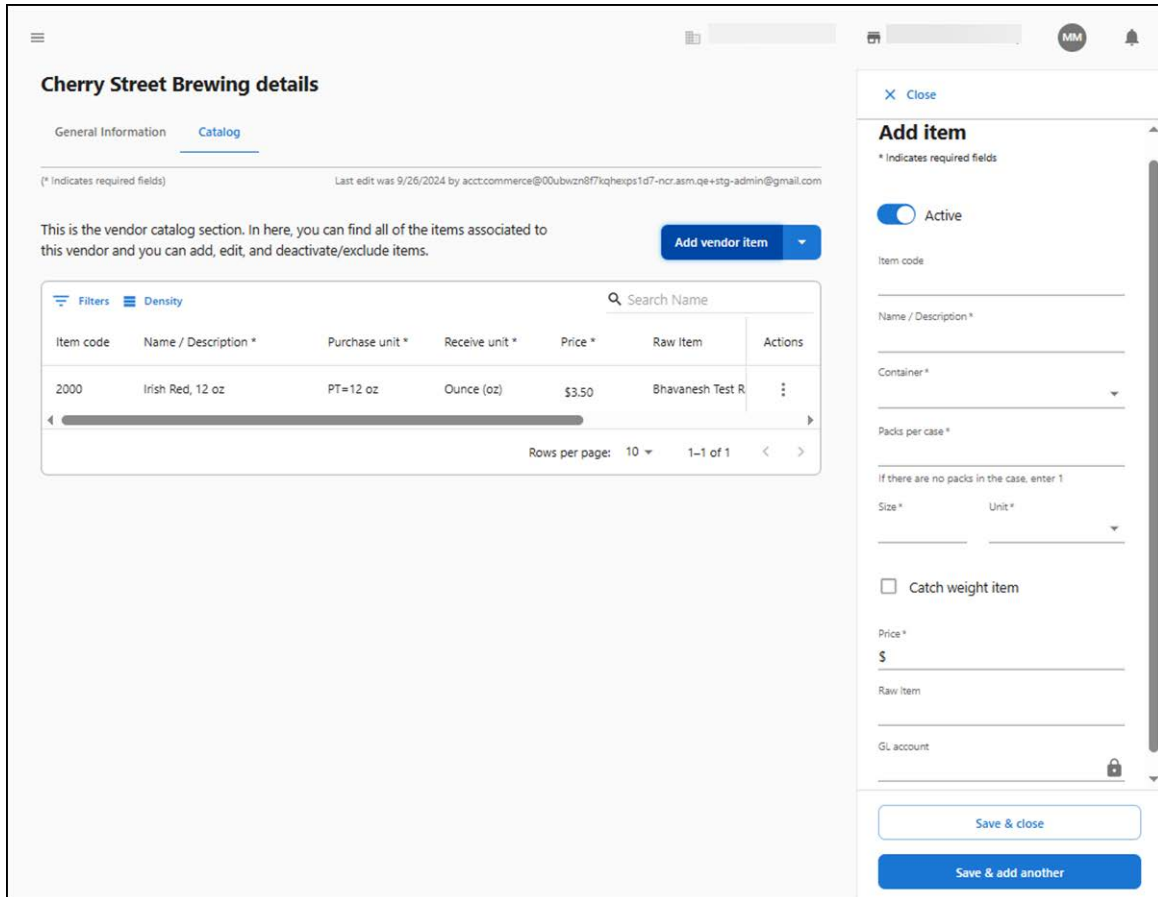 MM
Cherry Street Brewing details
General Information Catalog
(* Indicates required fields) Last edit was 9/26/2024 by acct:commerce@00ubwzn8f7kqhexps1d7-ncr.asm.qe+stg-admin@gmail.com
This is the vendor catalog section. In here, you can find all of the items associated to
this vendor and you can add, edit, and deactivate/exclude items.
Add vendor item
Filters Density Search Name
Item code Name / Description * Purchase unit * Receive unit * Price * Raw Item Actions
2000 Irish Red, 12 oz PT=12 oz Ounce (oz) $3.50 Bhavanesh Test R
Rows per page: 10 1–1 of 1
Close
Add item
* Indicates required fields
Active
Item code
Name / Description *
Container *
Packs per case *
If there are no packs in the case, enter 1
Size * Unit *
Catch weight item
Price *
$
Raw Item
GL account
Save & close
Save & add another